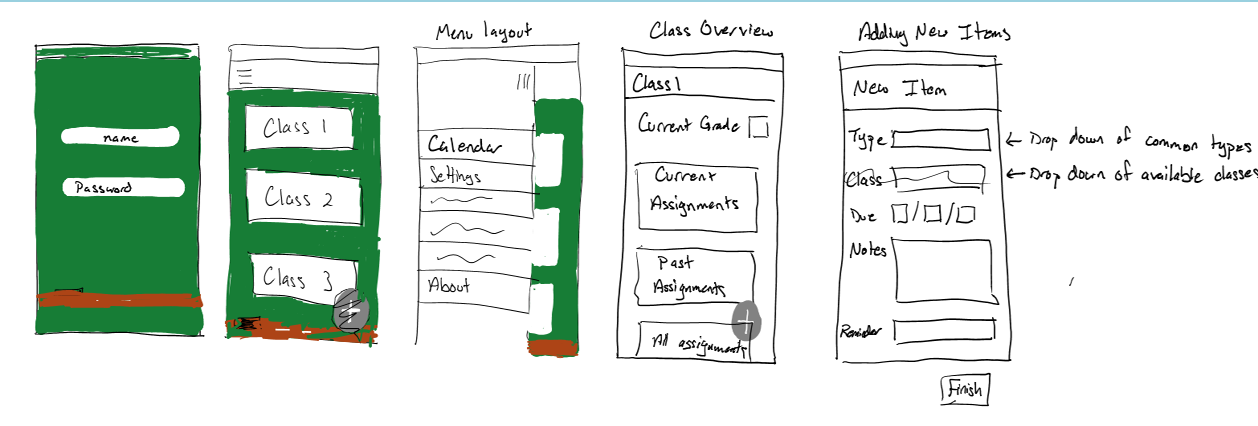 name
Password
Class 1
Class 2
Class 3
+
Menu layout
Calendar
Settings
About
Class Overview
Class 1
Current Grade
Current
Assignments
Past
Assignments
+
All assignments
Adding New Items
New Item
Type
← Drop down of common types
Class
← Drop down of available classes
Due / /
Notes
Reminder
Finish